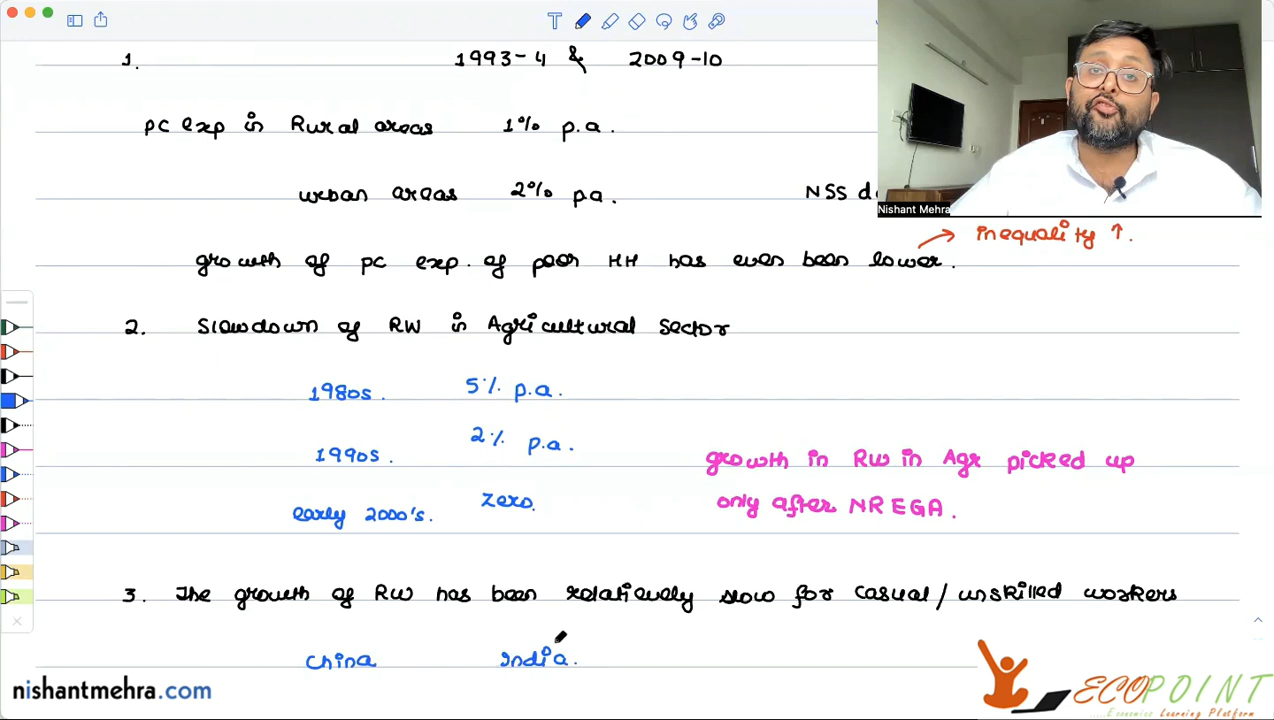 1. 1993-4 & 2009-10
pc exp in Rural areas 1% p.a.
urban areas 2% p.a. NSS d
Nishant Mehra
inequality ↑.
growth of pc exp. of poor HH has even been lower.
2. Slowdown of RW in Agricultural Sector
1980s. 5% p.a.
1990s. 2% p.a.
growth in RW in Agr picked up
only after NREGA.
early 2000's. zero.
3. The growth of RW has been relatively slow for casual/unskilled workers
China India.
nishantmehra.com
ECOPOINT
....Economics Learning Platform